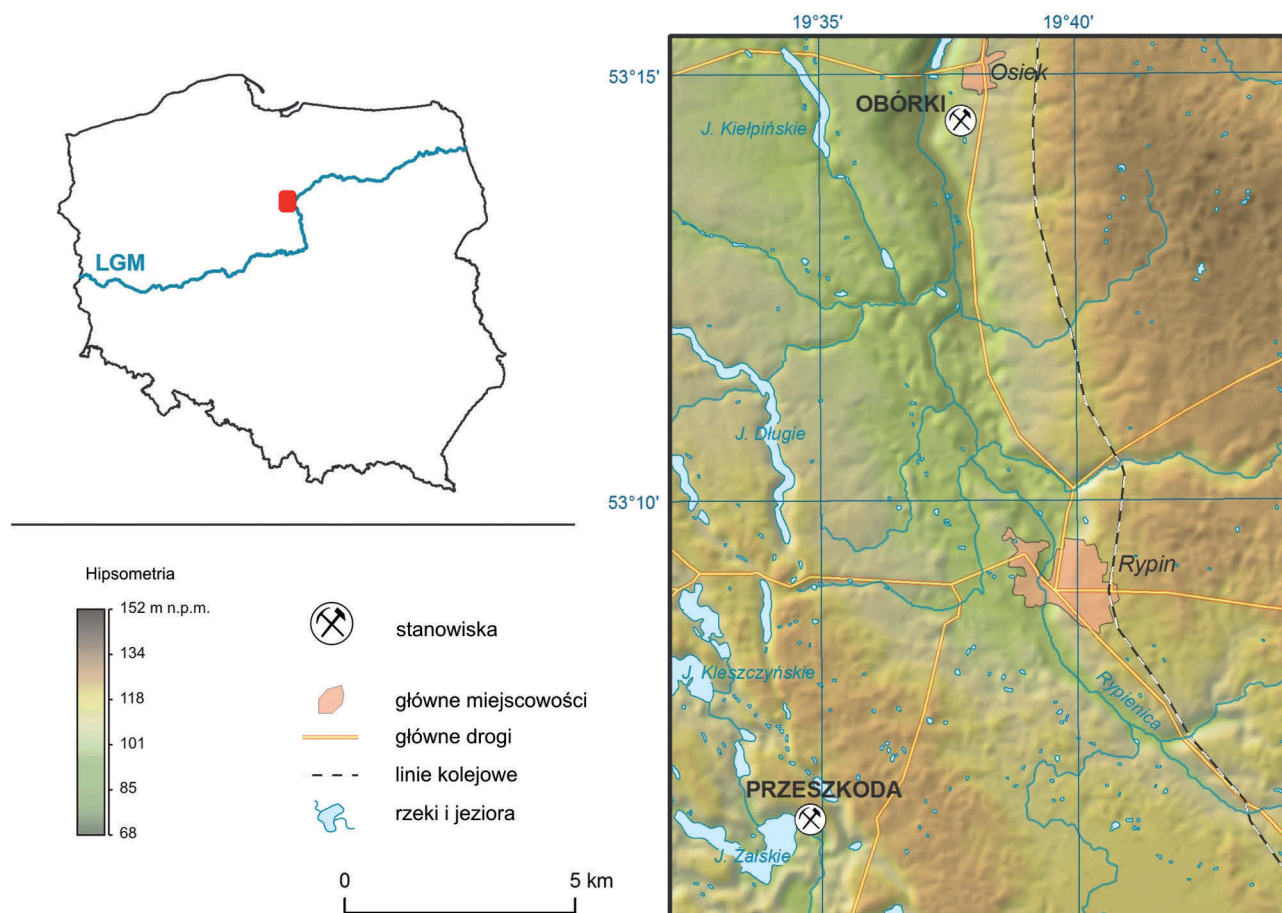 LGM
Hipsometria
152 m n.p.m.
134
118
101
85
68
stanowiska
główne miejscowości
główne drogi
linie kolejowe
rzeki i jeziora
0 5 km
19°35' 19°40'
53°15'
Osiek
OBÓRKI
J. Kiełpińskie
J. Długie
53°10'
Rypin
J. Kleszczyńskie
Rypienica
PRZESZKODA
J. Żalskie